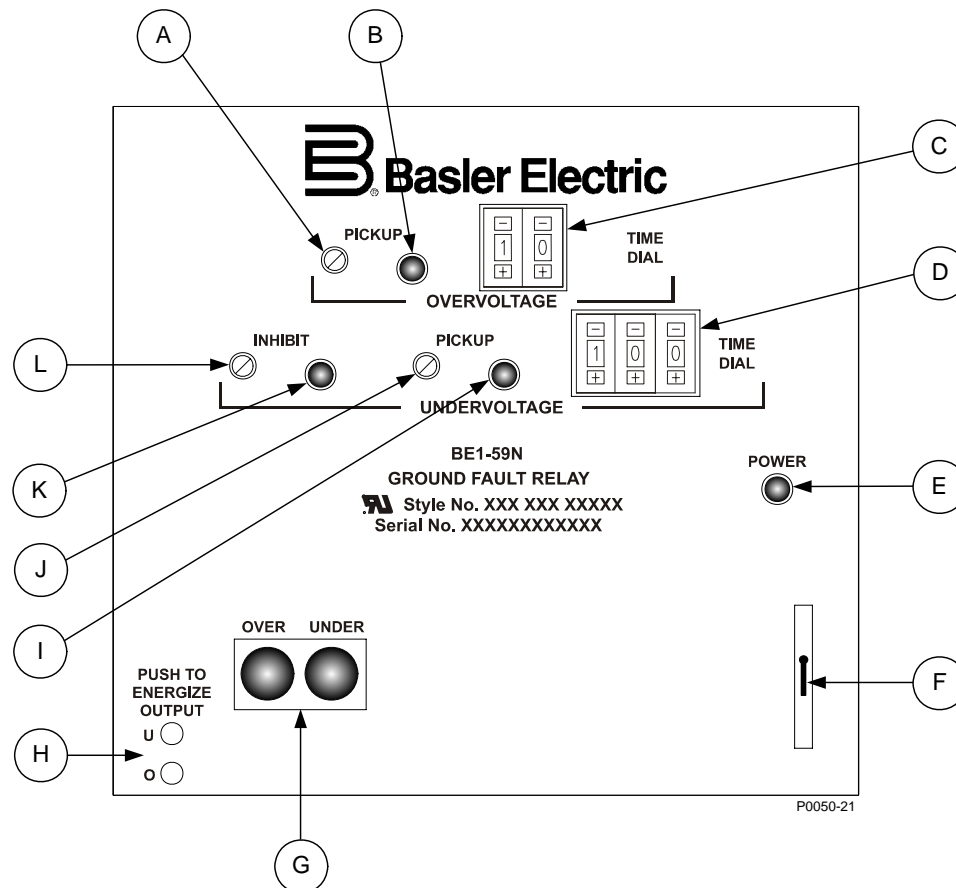 A
B
C
Basler Electric
PICKUP
- -
1 0
+ +
TIME
DIAL
OVERVOLTAGE
D
L
INHIBIT
PICKUP
- - -
1 0 0
+ + +
TIME
DIAL
UNDERVOLTAGE
K
BE1-59N
GROUND FAULT RELAY
Style No. XXX XXX XXXXX
Serial No. XXXXXXXXXXXX
POWER
E
J
I
OVER UNDER
PUSH TO
ENERGIZE
OUTPUT
U
O
F
H
G
P0050-21